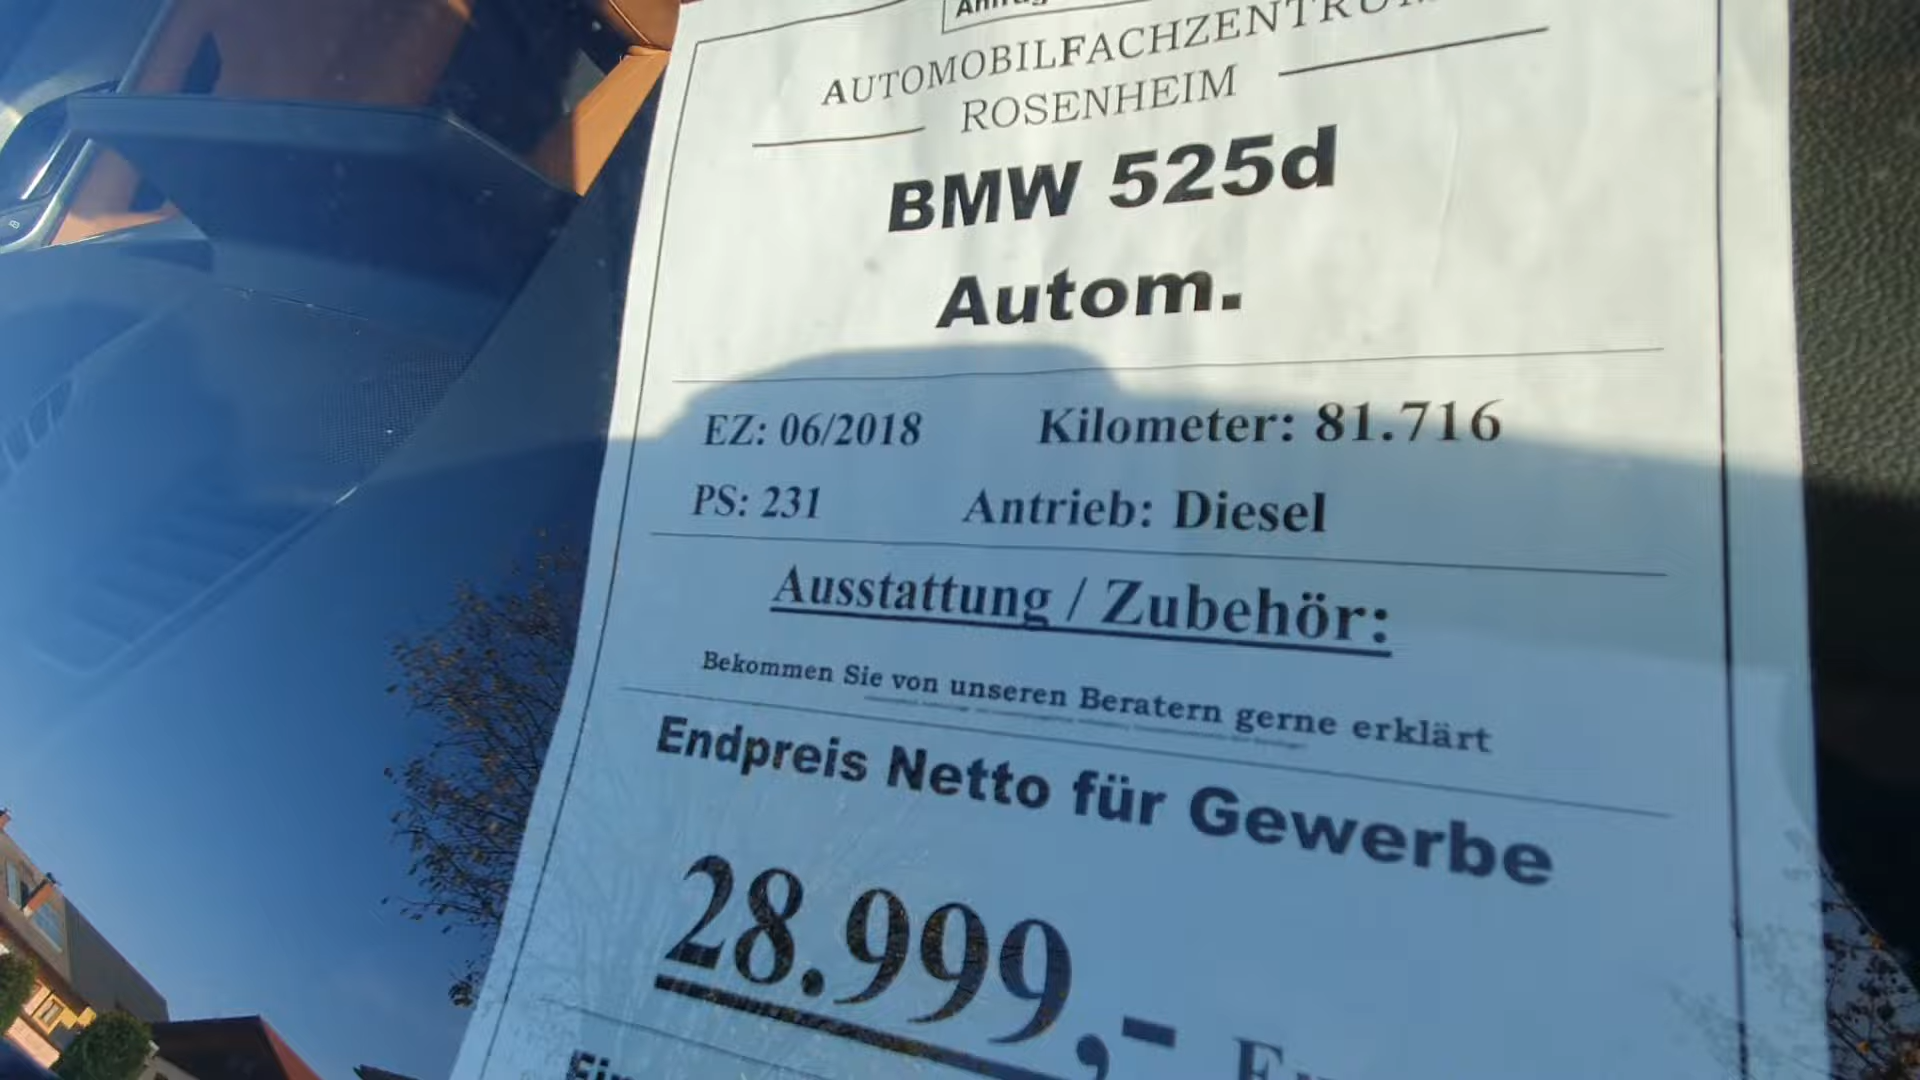 AUTOMOBILFACHZENTRUM
ROSENHEIM
BMW 525d
Autom.
EZ: 06/2018 Kilometer: 81.716
PS: 231 Antrieb: Diesel
Ausstattung / Zubehör:
Bekommen Sie von unseren Beratern gerne erklärt
Endpreis Netto für Gewerbe
28.999,-